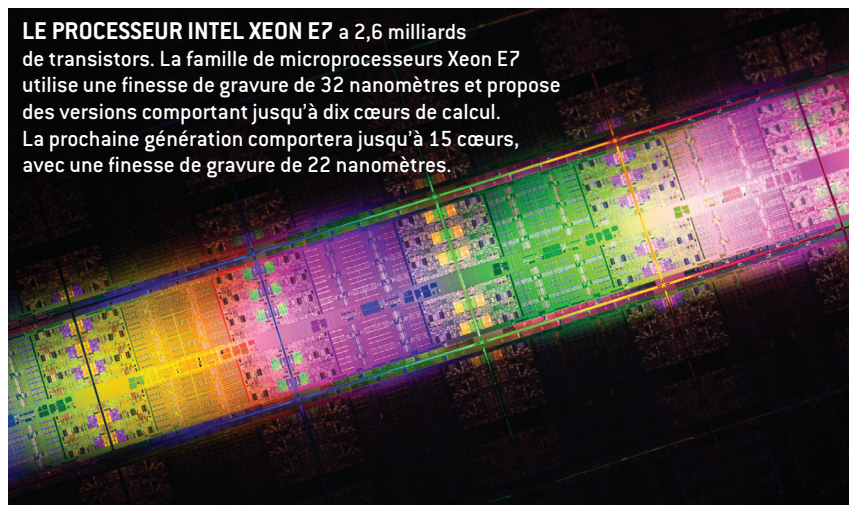 LE PROCESSEUR INTEL XEON E7 a 2,6 milliards
de transistors. La famille de microprocesseurs Xeon E7
utilise une finesse de gravure de 32 nanomètres et propose
des versions comportant jusqu'à dix cœurs de calcul.
La prochaine génération comportera jusqu'à 15 cœurs,
avec une finesse de gravure de 22 nanomètres.